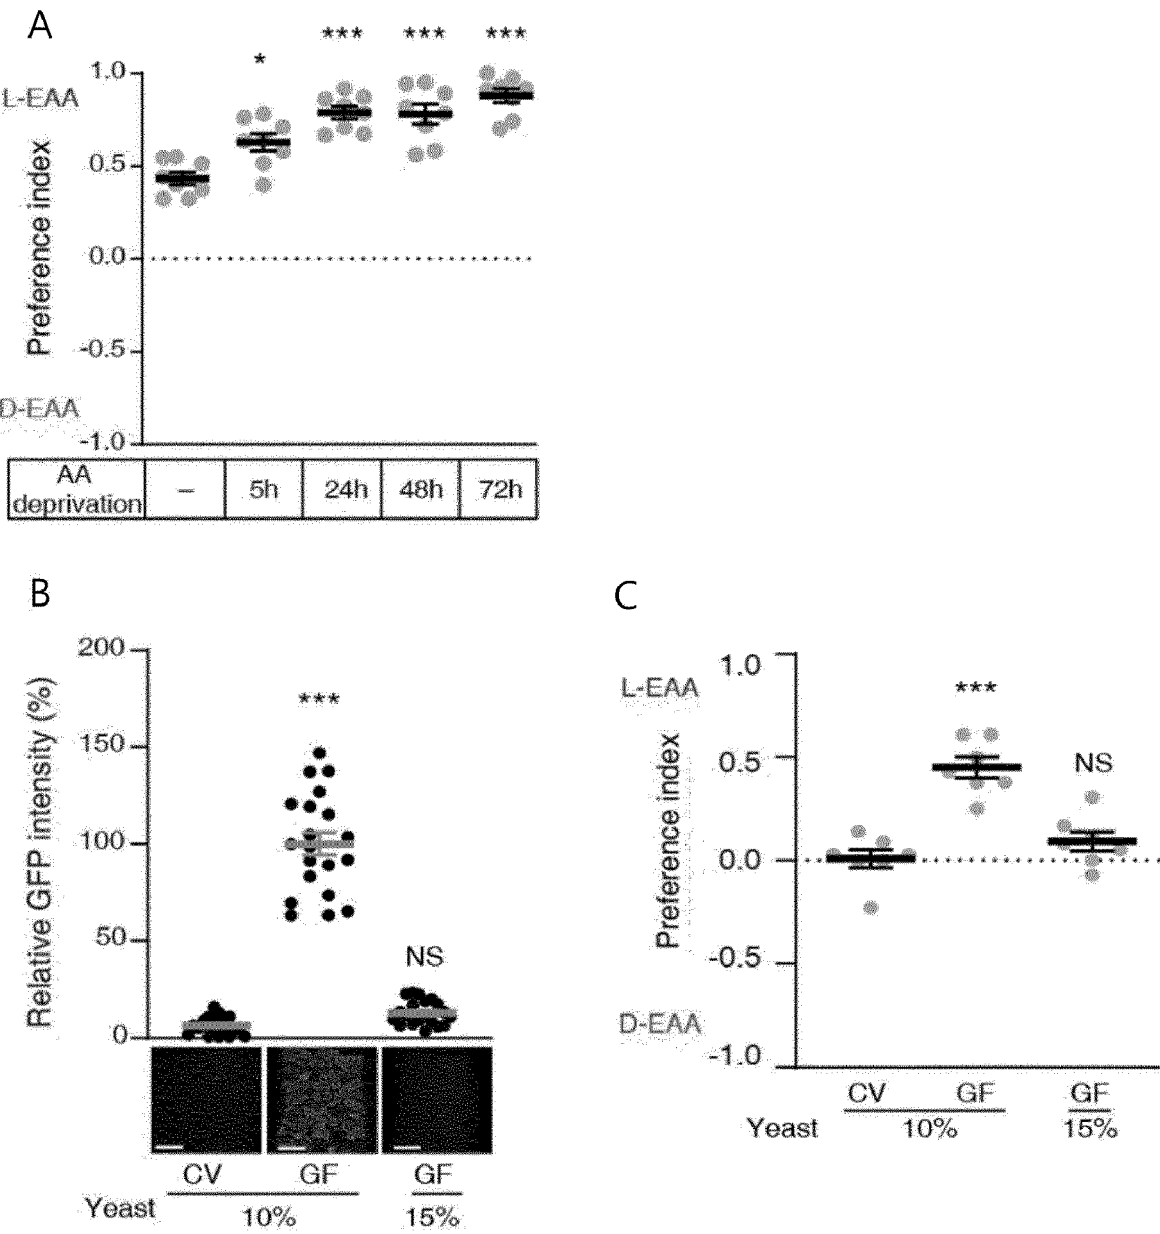 A
* *** *** ***
1.0
L-EAA
0.5
Preference index
0.0
-0.5
D-EAA
-1.0
AA deprivation – 5h 24h 48h 72h
B
200
***
150
Relative GFP intensity (%)
100
50
NS
0
CV GF GF
Yeast 10% 15%
C
1.0
L-EAA
***
0.5
NS
Preference index
0.0
-0.5
D-EAA
-1.0
CV GF GF
Yeast 10% 15%